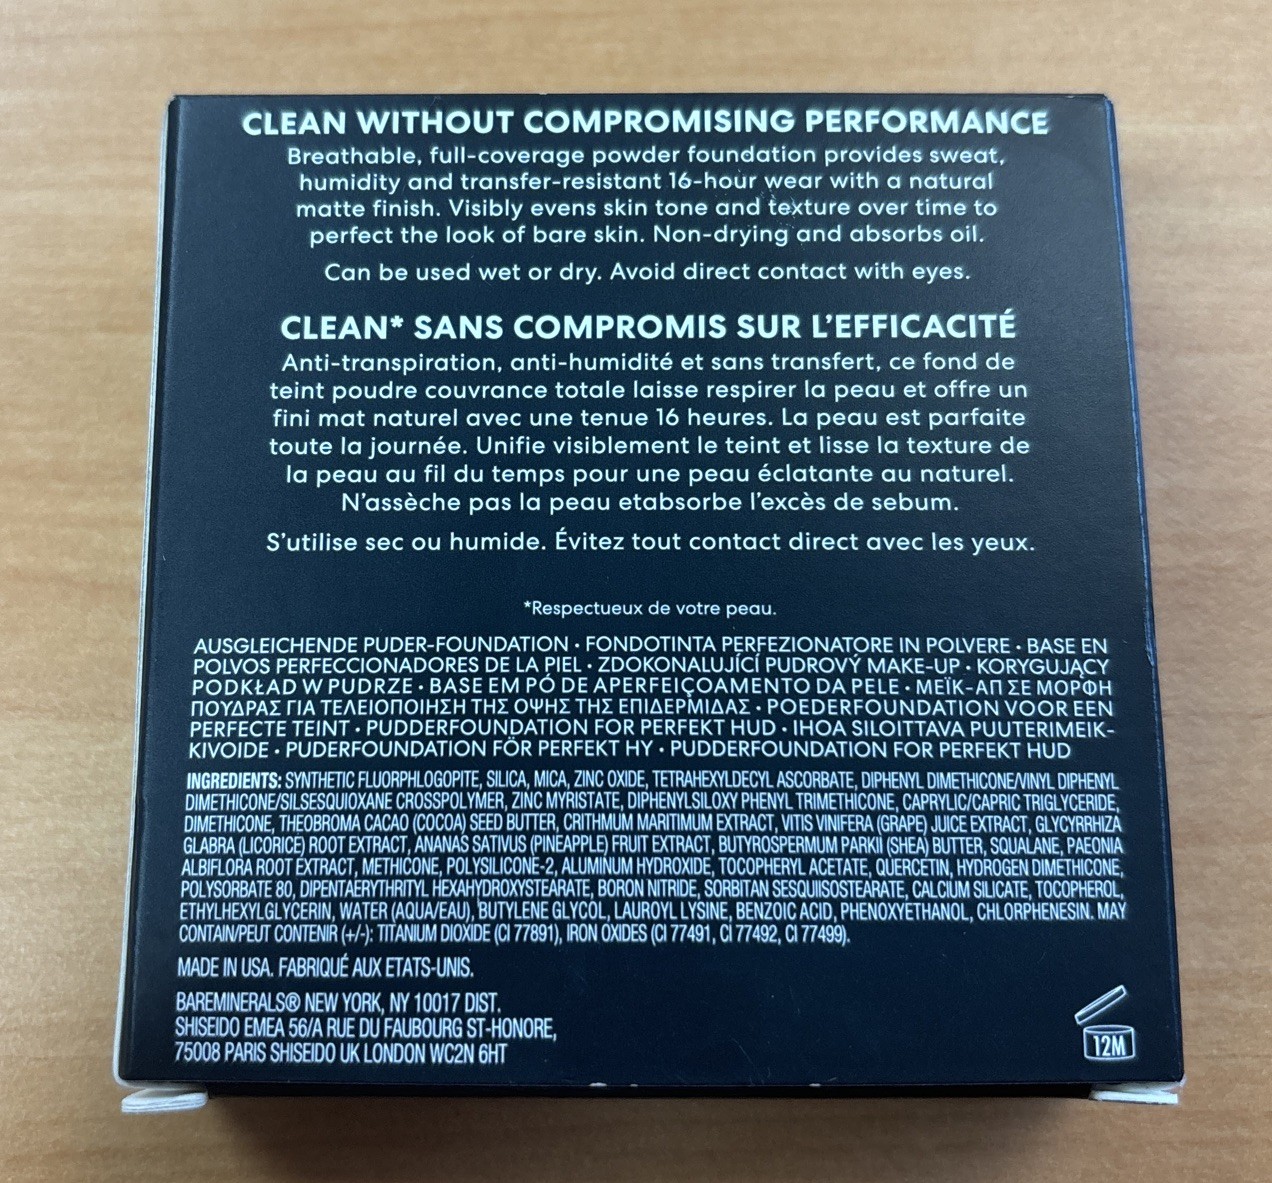 CLEAN WITHOUT COMPROMISING PERFORMANCE
Breathable, full-coverage powder foundation provides sweat,
humidity and transfer-resistant 16-hour wear with a natural
matte finish. Visibly evens skin tone and texture over time to
perfect the look of bare skin. Non-drying and absorbs oil.
Can be used wet or dry. Avoid direct contact with eyes.
CLEAN* SANS COMPROMIS SUR L'EFFICACITÉ
Anti-transpiration, anti-humidité et sans transfert, ce fond de
teint poudre couvrance totale laisse respirer la peau et offre un
fini mat naturel avec une tenue 16 heures. La peau est parfaite
toute la journée. Unifie visiblement le teint et lisse la texture de
la peau au fil du temps pour une peau éclatante au naturel.
N'assèche pas la peau etabsorbe l'excès de sebum.
S'utilise sec ou humide. Évitez tout contact direct avec les yeux.
*Respectueux de votre peau.
AUSGLEICHENDE PUDER-FOUNDATION · FONDOTINTA PERFEZIONATORE IN POLVERE · BASE EN
POLVOS PERFECCIONADORES DE LA PIEL · ZDOKONALUJÍCÍ PUDROVÝ MAKE-UP · KORYGUJĄCY
PODKŁAD W PUDRZE · BASE EM PÓ DE APERFEIÇOAMENTO DA PELE · ΜΕΪΚ-ΑΠ ΣΕ ΜΟΡΦΗ
ΠΟΥΔΡΑΣ ΓΙΑ ΤΕΛΕΙΟΠΟΙΗΣΗ ΤΗΣ ΟΨΗΣ ΤΗΣ ΕΠΙΔΕΡΜΙΔΑΣ · POEDERFOUNDATION VOOR EEN
PERFECTE TEINT · PUDDERFOUNDATION FOR PERFEKT HUD · IHOA SILOITTAVA PUUTERIMEIK-
KIVOIDE · PUDERFOUNDATION FÖR PERFEKT HY · PUDDERFOUNDATION FOR PERFEKT HUD
INGREDIENTS: SYNTHETIC FLUORPHLOGOPITE, SILICA, MICA, ZINC OXIDE, TETRAHEXYLDECYL ASCORBATE, DIPHENYL DIMETHICONE/VINYL DIPHENYL
DIMETHICONE/SILSESQUIOXANE CROSSPOLYMER, ZINC MYRISTATE, DIPHENYLSILOXY PHENYL TRIMETHICONE, CAPRYLIC/CAPRIC TRIGLYCERIDE,
DIMETHICONE, THEOBROMA CACAO (COCOA) SEED BUTTER, CRITHMUM MARITIMUM EXTRACT, VITIS VINIFERA (GRAPE) JUICE EXTRACT, GLYCYRRHIZA
GLABRA (LICORICE) ROOT EXTRACT, ANANAS SATIVUS (PINEAPPLE) FRUIT EXTRACT, BUTYROSPERMUM PARKII (SHEA) BUTTER, SQUALANE, PAEONIA
ALBIFLORA ROOT EXTRACT, METHICONE, POLYSILICONE-2, ALUMINUM HYDROXIDE, TOCOPHERYL ACETATE, QUERCETIN, HYDROGEN DIMETHICONE,
POLYSORBATE 80, DIPENTAERYTHRITYL HEXAHYDROXYSTEARATE, BORON NITRIDE, SORBITAN SESQUIISOSTEARATE, CALCIUM SILICATE, TOCOPHEROL,
ETHYLHEXYLGLYCERIN, WATER (AQUA/EAU), BUTYLENE GLYCOL, LAUROYL LYSINE, BENZOIC ACID, PHENOXYETHANOL, CHLORPHENESIN. MAY
CONTAIN/PEUT CONTENIR (+/-): TITANIUM DIOXIDE (CI 77891), IRON OXIDES (CI 77491, CI 77492, CI 77499).
MADE IN USA. FABRIQUÉ AUX ETATS-UNIS.
BAREMINERALS® NEW YORK, NY 10017 DIST.
SHISEIDO EMEA 56/A RUE DU FAUBOURG ST-HONORE,
75008 PARIS SHISEIDO UK LONDON WC2N 6HT
12M